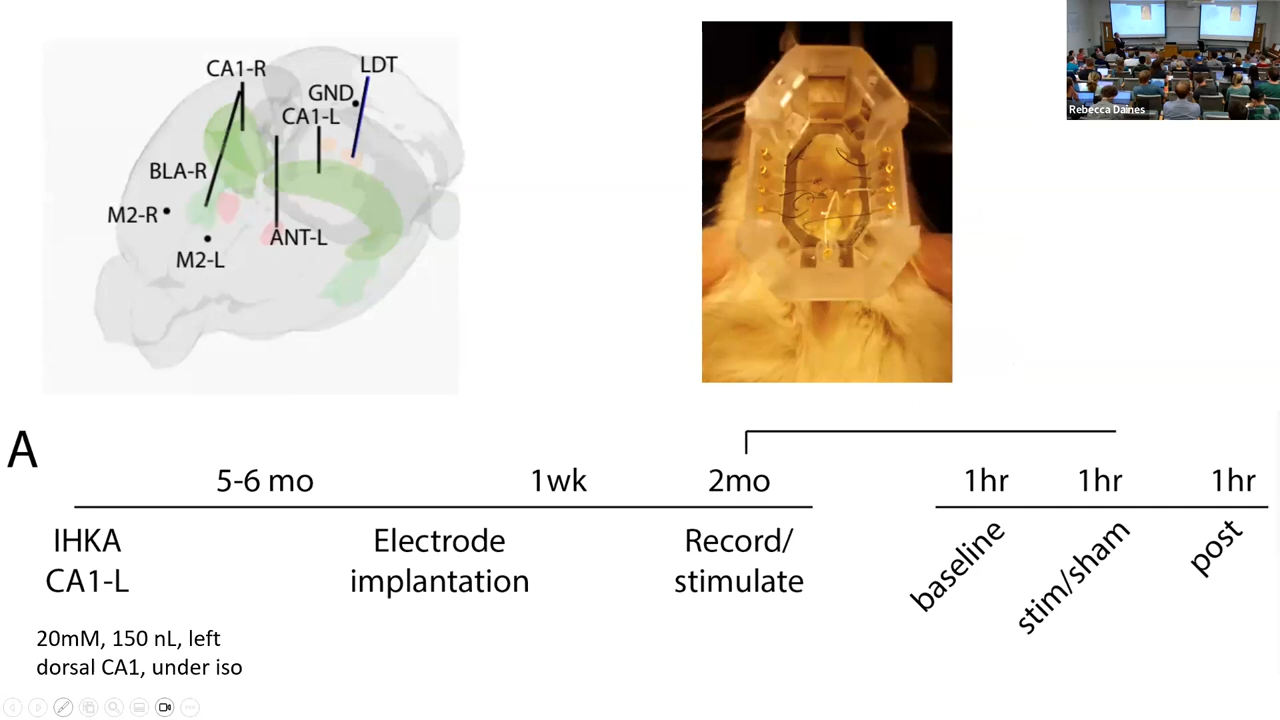 CA1-R
LDT
GND
CA1-L
BLA-R
M2-R
ANT-L
M2-L
Rebecca Daines
A
5-6 mo
1wk
2mo
1hr
1hr
1hr
IHKA
CA1-L
Electrode
implantation
Record/
stimulate
baseline
stim/sham
post
20mM, 150 nL, left
dorsal CA1, under iso